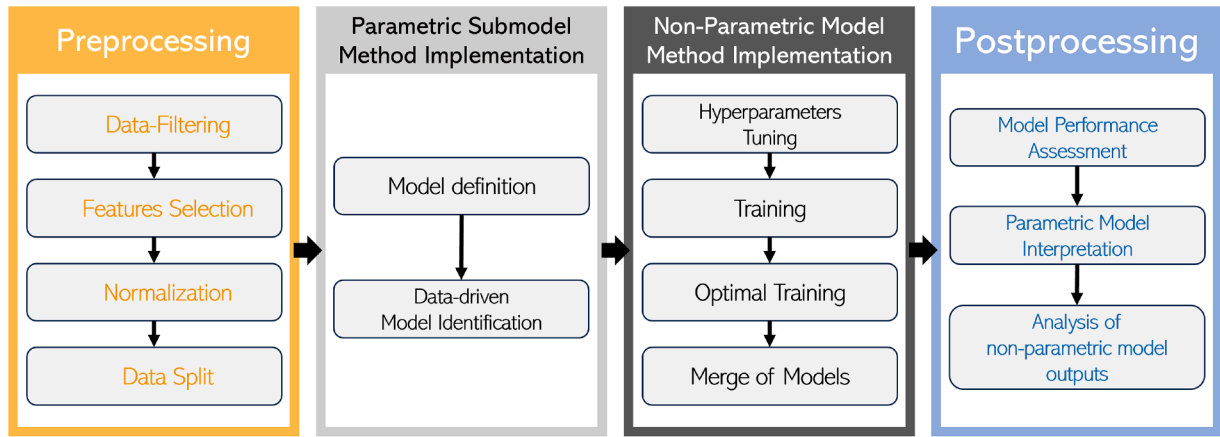 Preprocessing
Data-Filtering
Features Selection
Normalization
Data Split
Parametric Submodel
Method Implementation
Model definition
Data-driven
Model Identification
Non-Parametric Model
Method Implementation
Hyperparameters
Tuning
Training
Optimal Training
Merge of Models
Postprocessing
Model Performance
Assessment
Parametric Model
Interpretation
Analysis of
non-parametric model
outputs